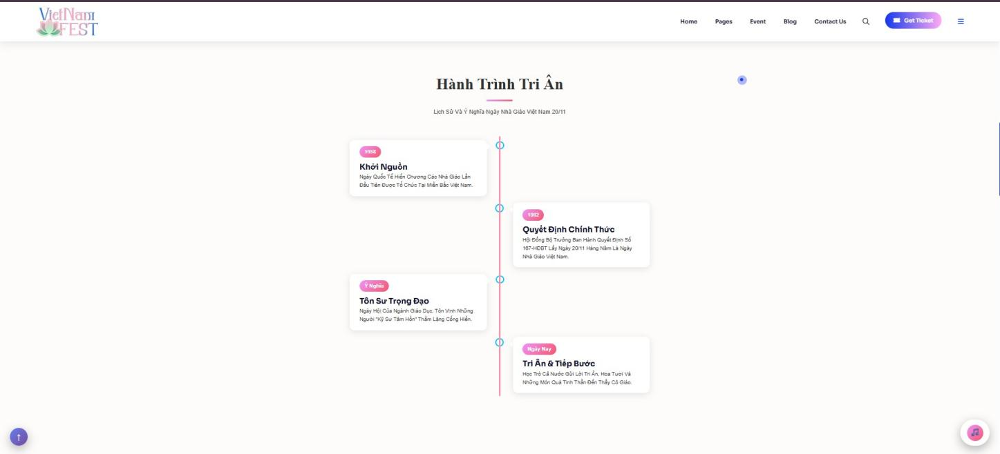 VietNam
FEST
Home Pages Event Blog Contact Us Get Ticket
Hành Trình Tri Ân
Lịch Sử Và Ý Nghĩa Ngày Nhà Giáo Việt Nam 20/11
1958
Khởi Nguồn
Ngày Quốc Tế Hiến Chương Các Nhà Giáo Lần
Đầu Tiên Được Tổ Chức Tại Miền Bắc Việt Nam.
1982
Quyết Định Chính Thức
Hội Đồng Bộ Trưởng Ban Hành Quyết Định Số
167-HĐBT Lấy Ngày 20/11 Hàng Năm Là Ngày
Nhà Giáo Việt Nam.
Ý Nghĩa
Tôn Sư Trọng Đạo
Ngày Hội Của Ngành Giáo Dục, Tôn Vinh Những
Người "Kỹ Sư Tâm Hồn" Thầm Lặng Cống Hiến.
Ngày Nay
Tri Ân & Tiếp Bước
Học Trò Cả Nước Gửi Lời Tri Ân, Hoa Tươi Và
Những Món Quà Tinh Thần Đến Thầy Cô Giáo.